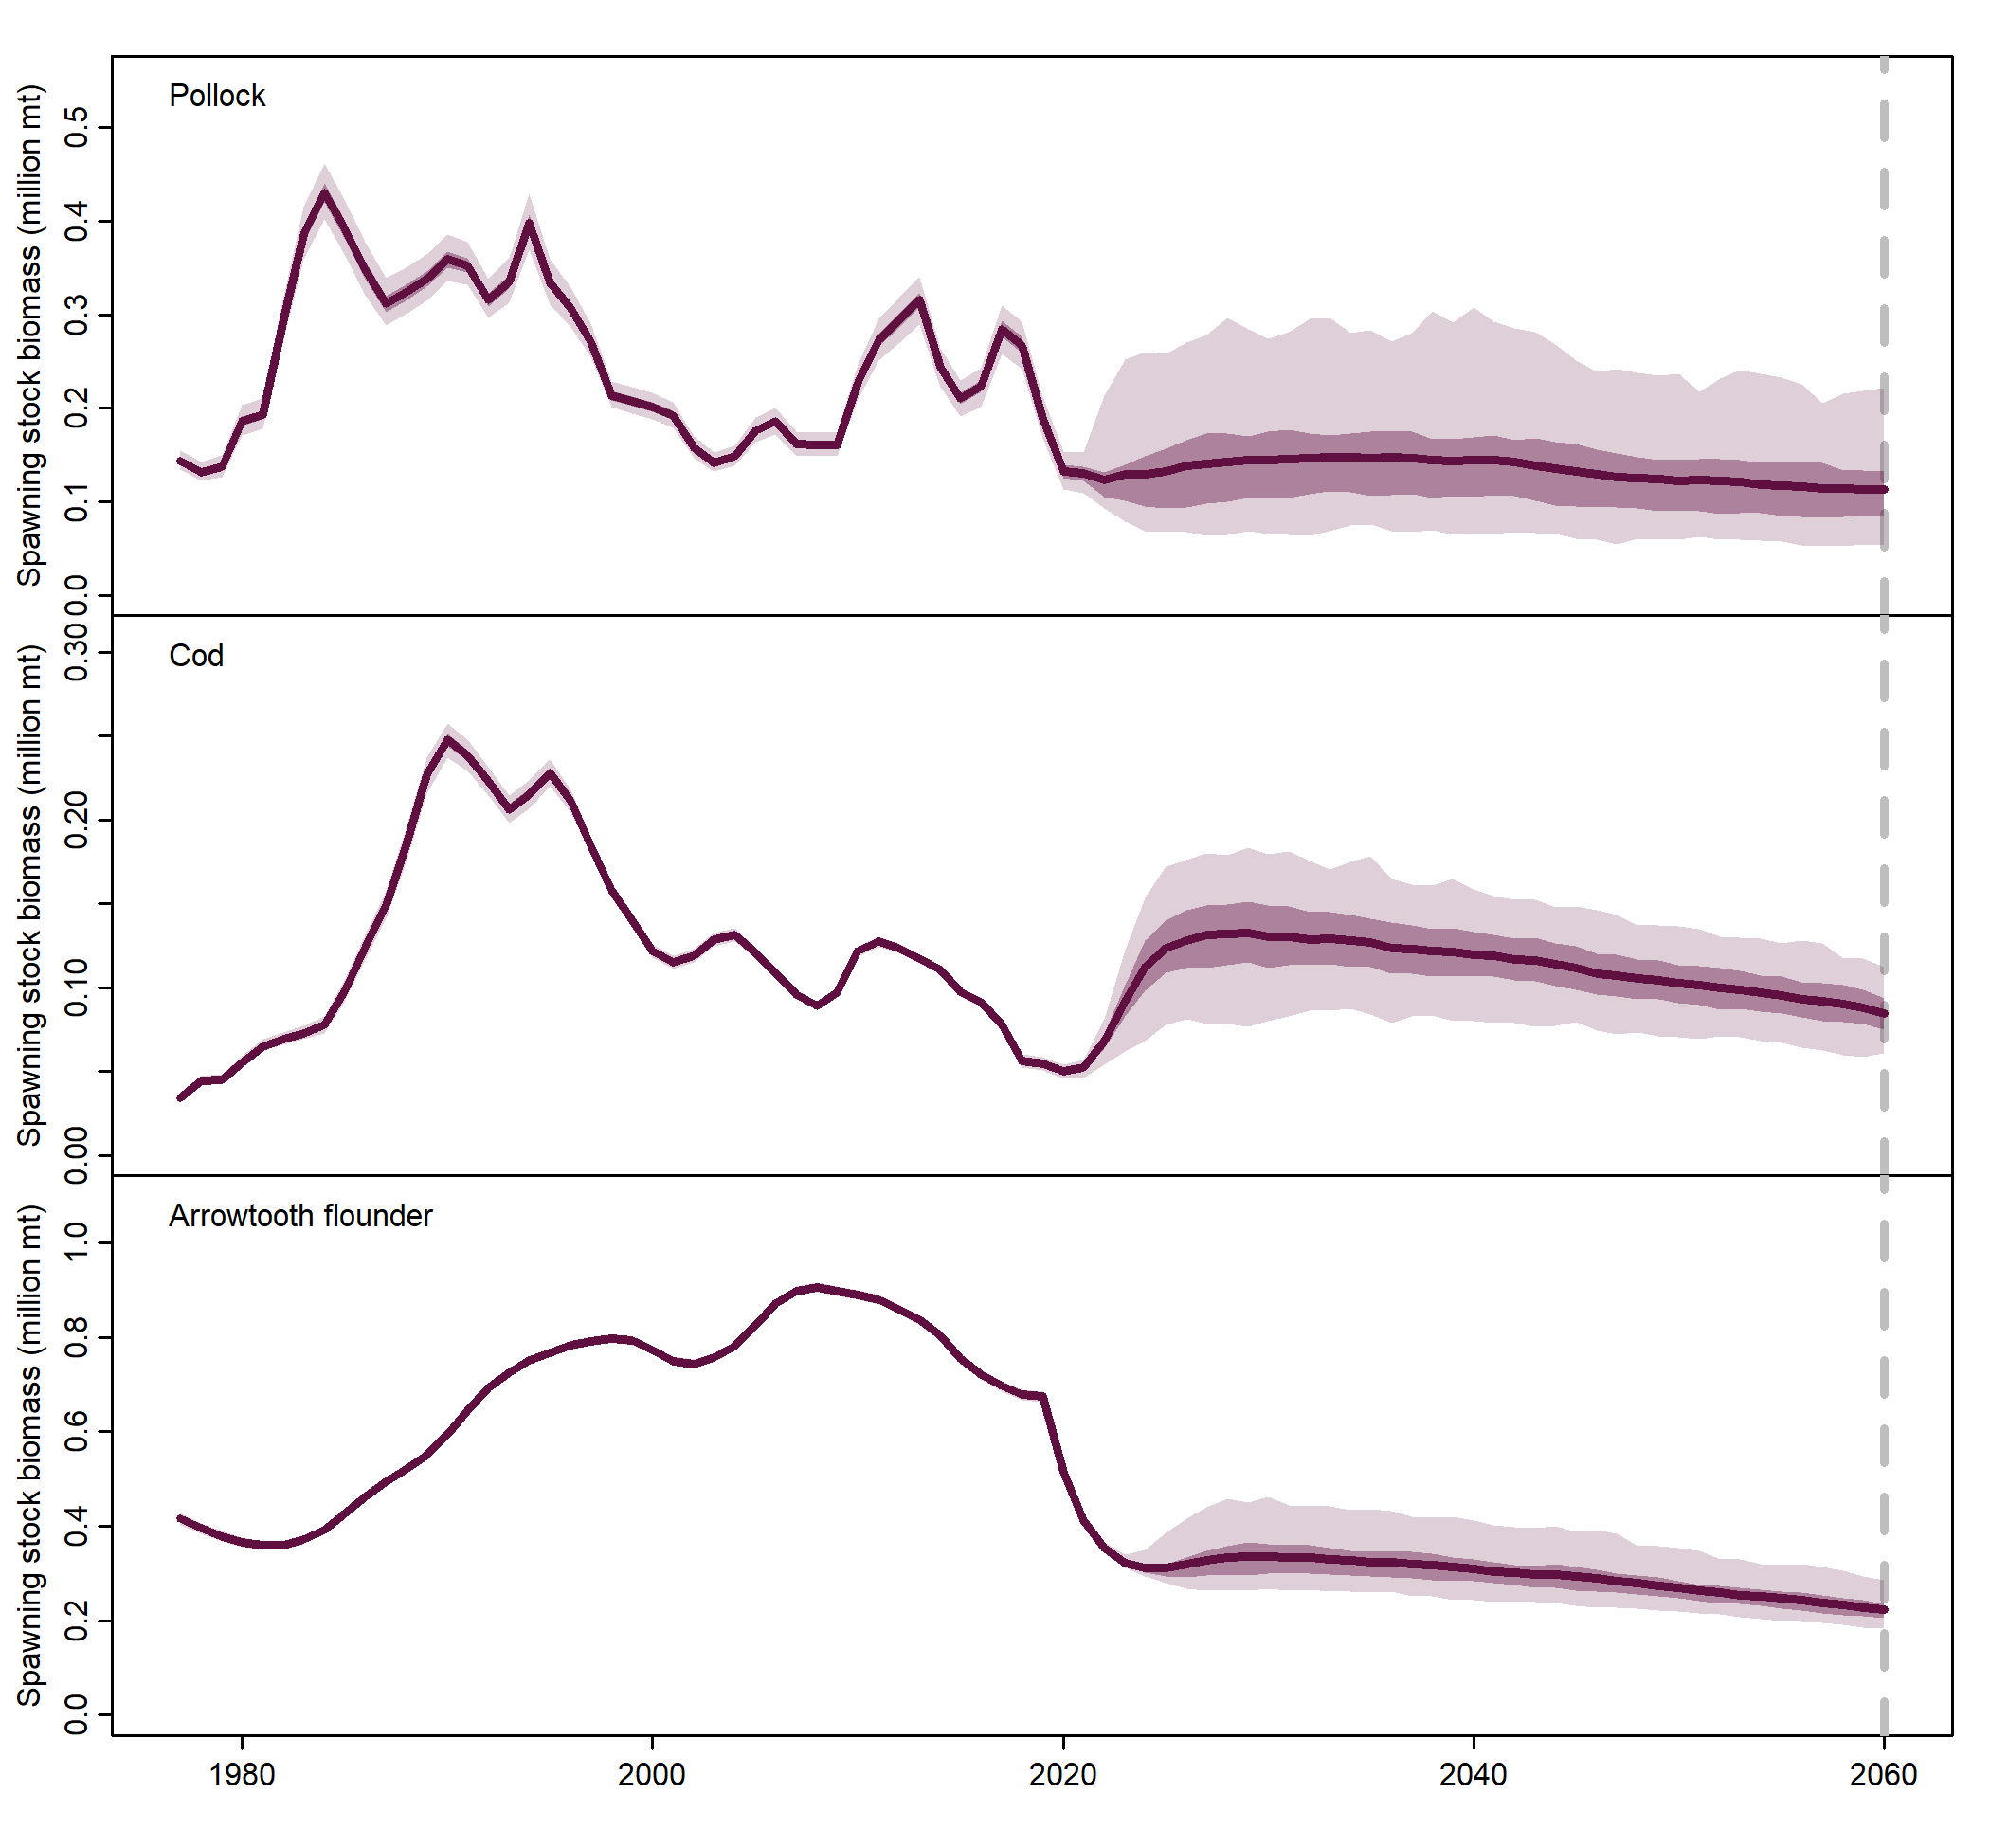 Pollock
Spawning stock biomass (million mt)
0.5
0.4
0.3
0.2
0.1
0.0
Cod
Spawning stock biomass (million mt)
0.30
0.20
0.10
0.00
Arrowtooth flounder
Spawning stock biomass (million mt)
1.0
0.8
0.6
0.4
0.2
0.0
1980 2000 2020 2040 2060